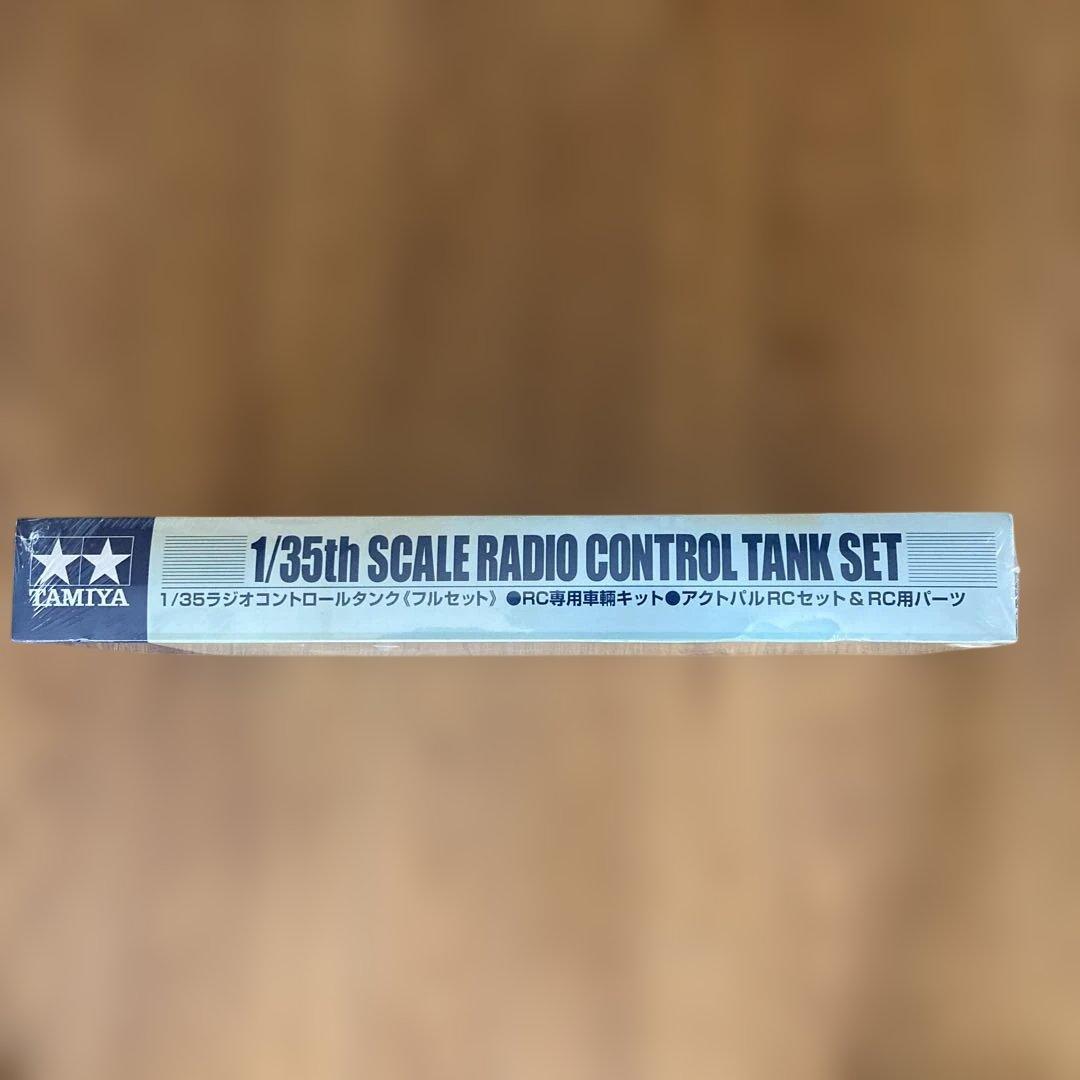 1/35th SCALE RADIO CONTROL TANK SET
TAMIYA
1/35ラジオコントロールタンク《フルセット》 ●RC専用車輛キット●アクトパルRCセット&RC用パーツ